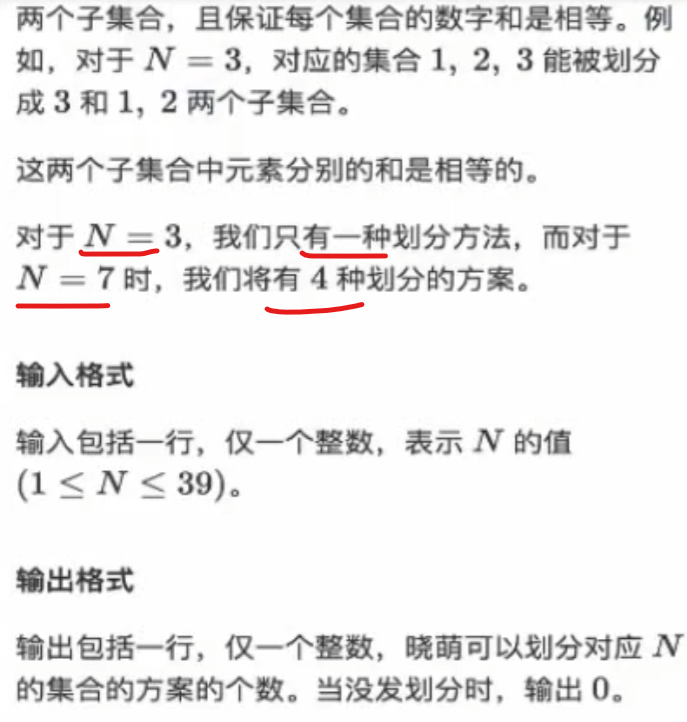 两个子集合，且保证每个集合的数字和是相等。例
如，对于 N = 3，对应的集合 1, 2, 3 能被划分
成 3 和 1, 2 两个子集合。
这两个子集合中元素分别的和是相等的。
对于 N = 3，我们只有一种划分方法，而对于
N = 7 时，我们将有 4 种划分的方案。
输入格式
输入包括一行，仅一个整数，表示 N 的值
(1 ≤ N ≤ 39)。
输出格式
输出包括一行，仅一个整数，晓萌可以划分对应 N
的集合的方案的个数。当没发划分时，输出 0。